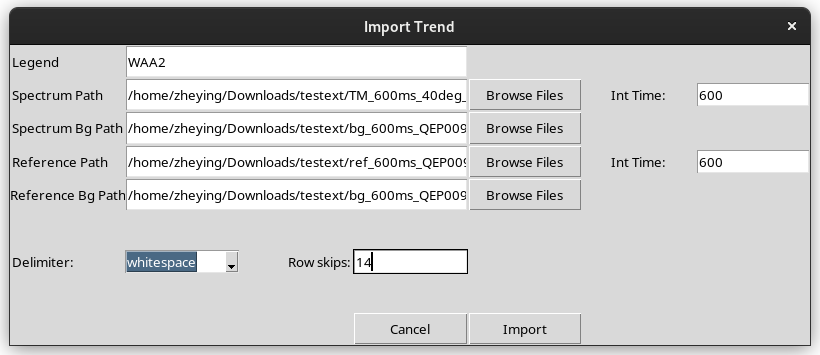 Import Trend ×
Legend WAA2
Spectrum Path /home/zheying/Downloads/testext/TM_600ms_40deg_ Browse Files Int Time: 600
Spectrum Bg Path /home/zheying/Downloads/testext/bg_600ms_QEP009 Browse Files
Reference Path /home/zheying/Downloads/testext/ref_600ms_QEP009 Browse Files Int Time: 600
Reference Bg Path /home/zheying/Downloads/testext/bg_600ms_QEP009 Browse Files
Delimiter: whitespace Row skips: 14
Cancel Import